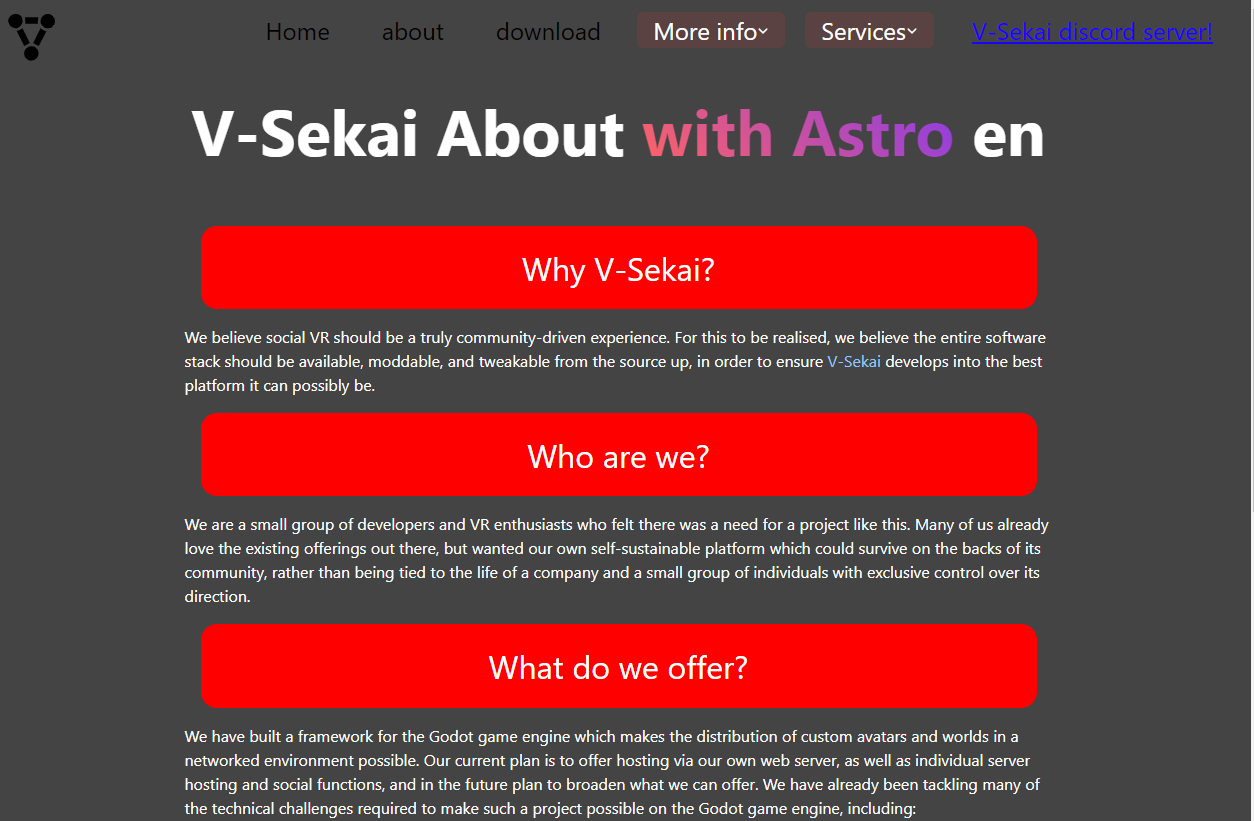 Home about download More info Services V-Sekai discord server!
V-Sekai About with Astro en
Why V-Sekai?
We believe social VR should be a truly community-driven experience. For this to be realised, we believe the entire software
stack should be available, moddable, and tweakable from the source up, in order to ensure V-Sekai develops into the best
platform it can possibly be.
Who are we?
We are a small group of developers and VR enthusiasts who felt there was a need for a project like this. Many of us already
love the existing offerings out there, but wanted our own self-sustainable platform which could survive on the backs of its
community, rather than being tied to the life of a company and a small group of individuals with exclusive control over its
direction.
What do we offer?
We have built a framework for the Godot game engine which makes the distribution of custom avatars and worlds in a
networked environment possible. Our current plan is to offer hosting via our own web server, as well as individual server
hosting and social functions, and in the future plan to broaden what we can offer. We have already been tackling many of
the technical challenges required to make such a project possible on the Godot game engine, including: